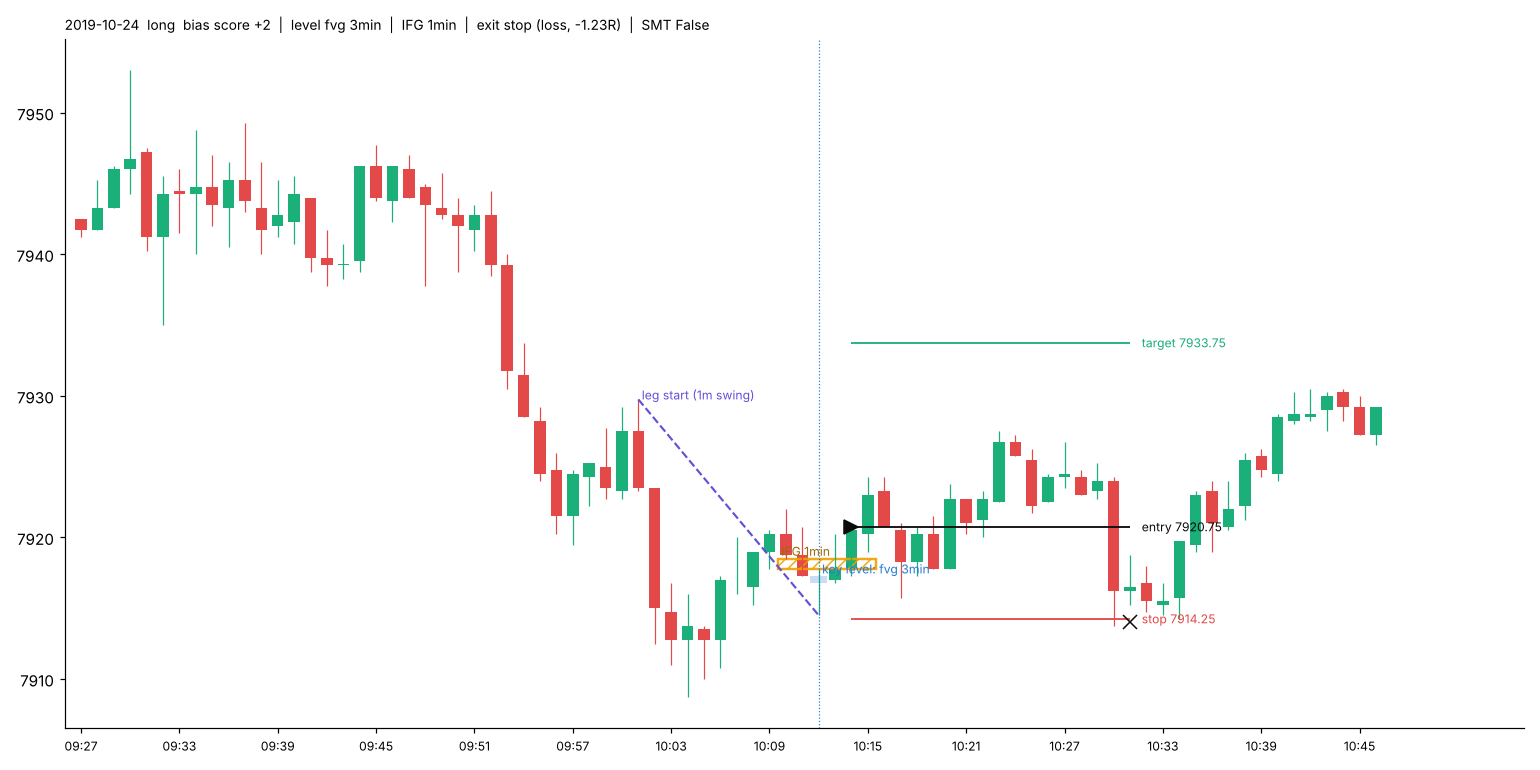 2019-10-24  long  bias score +2  |  level fvg 3min  |  IFG 1min  |  exit stop (loss, -1.23R)  |  SMT False
7950
7940
7930
7920
7910
leg start (1m swing)
target 7933.75
entry 7920.75
IFG 1min
key level: fvg 3min
stop 7914.25
09:27 09:33 09:39 09:45 09:51 09:57 10:03 10:09 10:15 10:21 10:27 10:33 10:39 10:45